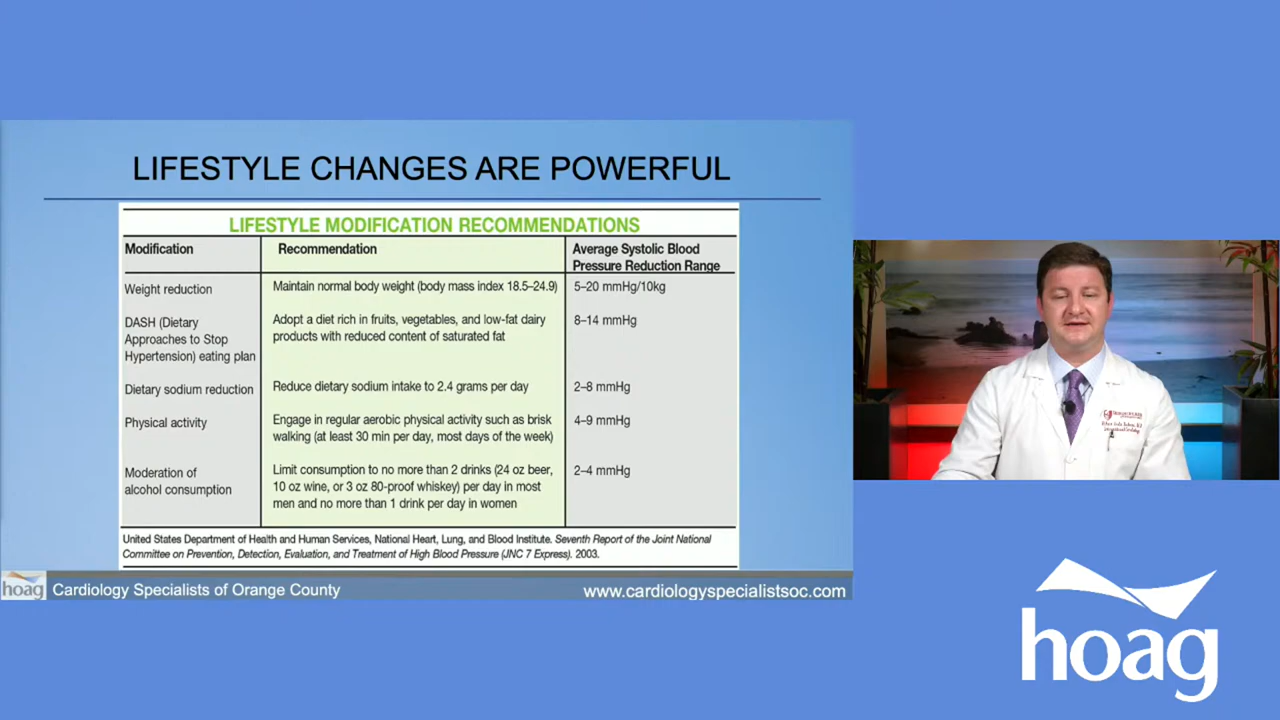 LIFESTYLE CHANGES ARE POWERFUL
LIFESTYLE MODIFICATION RECOMMENDATIONS
Modification
Recommendation
Average Systolic Blood
Pressure Reduction Range
Weight reduction
Maintain normal body weight (body mass index 18.5–24.9)
5–20 mmHg/10kg
DASH (Dietary
Approaches to Stop
Hypertension) eating plan
Adopt a diet rich in fruits, vegetables, and low-fat dairy
products with reduced content of saturated fat
8–14 mmHg
Dietary sodium reduction
Reduce dietary sodium intake to 2.4 grams per day
2–8 mmHg
Physical activity
Engage in regular aerobic physical activity such as brisk
walking (at least 30 min per day, most days of the week)
4–9 mmHg
Moderation of
alcohol consumption
Limit consumption to no more than 2 drinks (24 oz beer,
10 oz wine, or 3 oz 80-proof whiskey) per day in most
men and no more than 1 drink per day in women
2–4 mmHg
United States Department of Health and Human Services, National Heart, Lung, and Blood Institute. Seventh Report of the Joint National
Committee on Prevention, Detection, Evaluation, and Treatment of High Blood Pressure (JNC 7 Express). 2003.
hoag
Cardiology Specialists of Orange County
www.cardiologyspecialistsoc.com
hoag